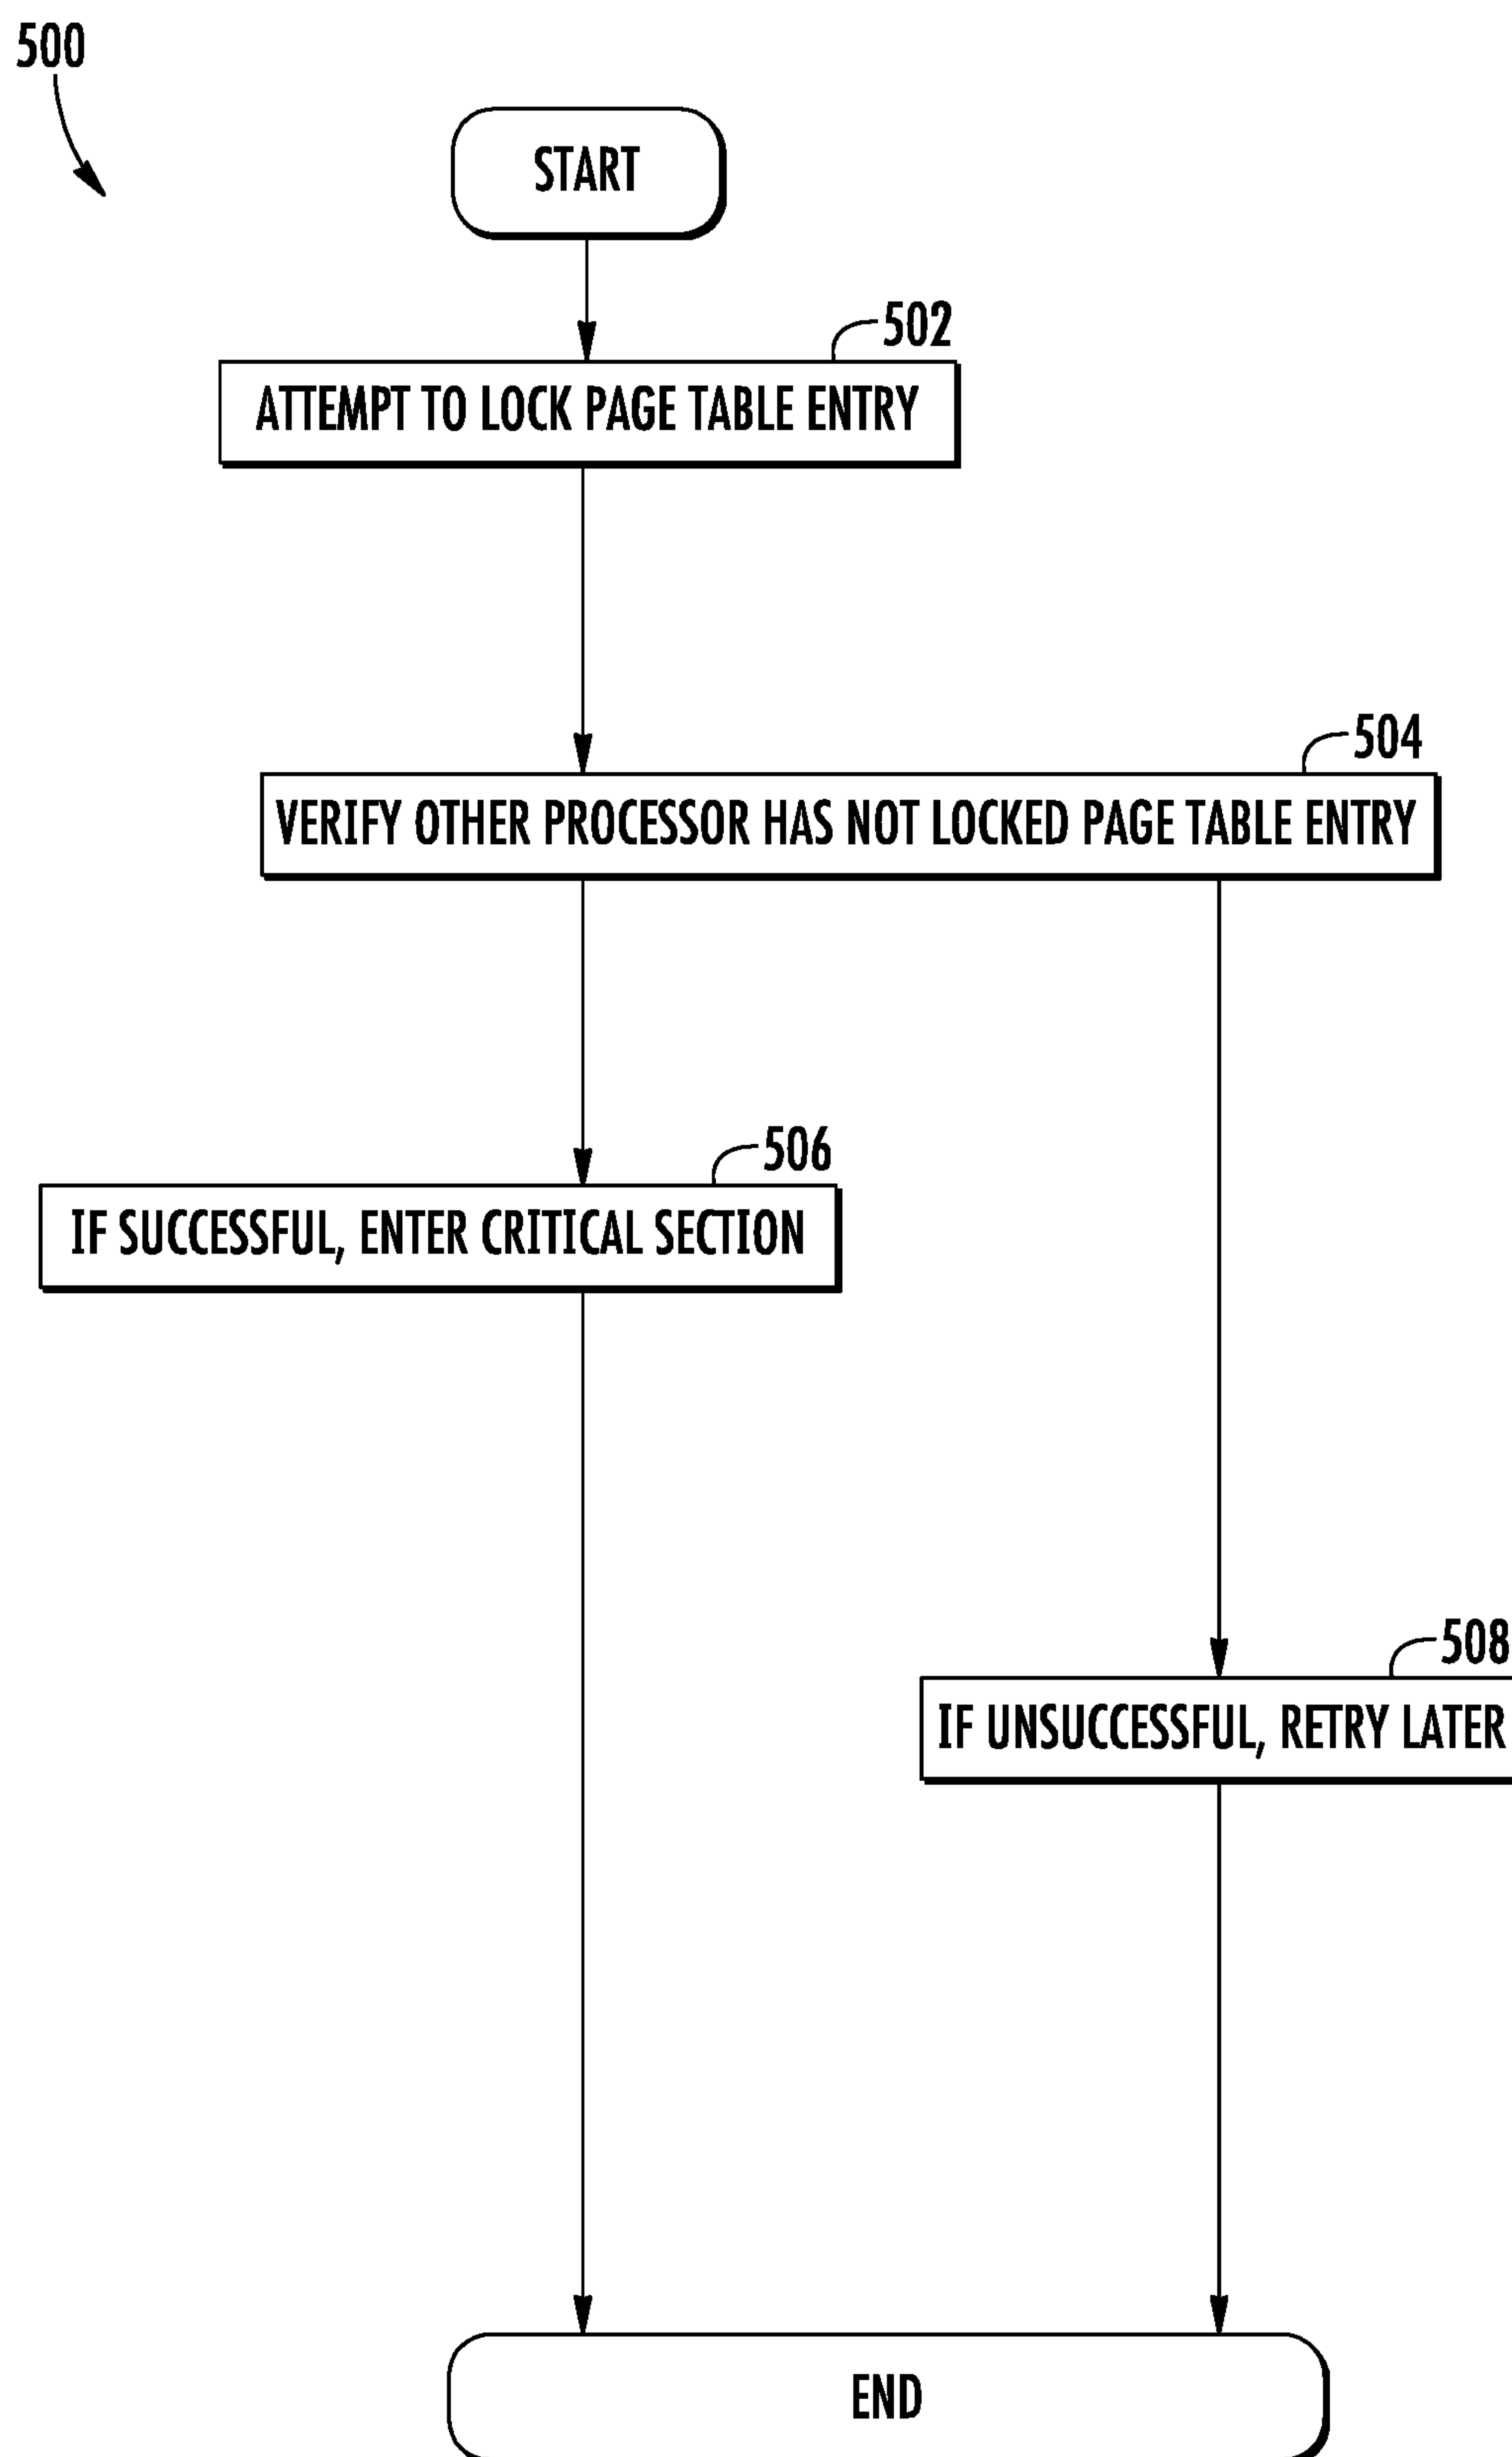 500
START
502
ATTEMPT TO LOCK PAGE TABLE ENTRY
504
VERIFY OTHER PROCESSOR HAS NOT LOCKED PAGE TABLE ENTRY
506
IF SUCCESSFUL, ENTER CRITICAL SECTION
508
IF UNSUCCESSFUL, RETRY LATER
END